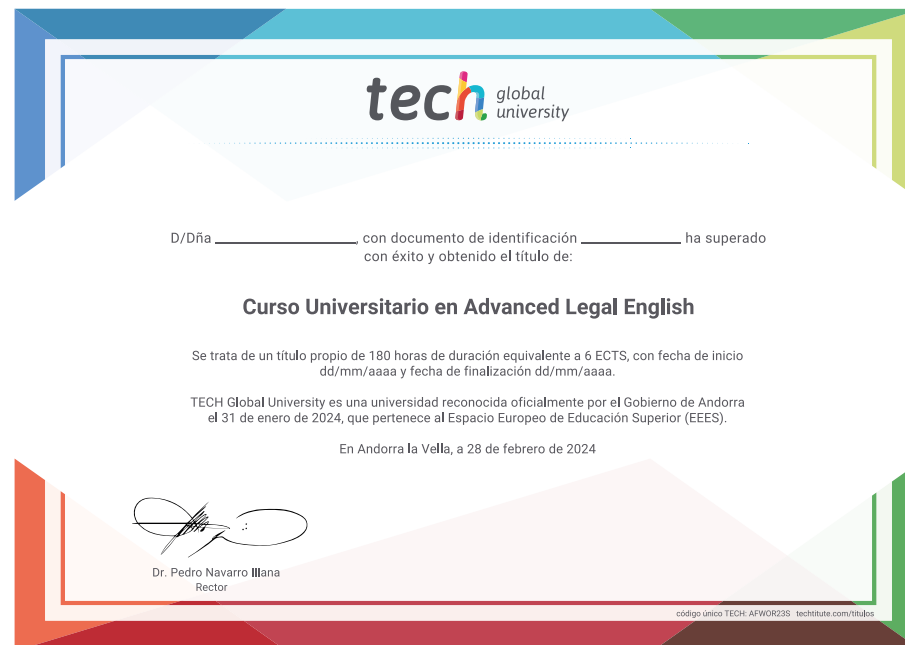 tech global
university
D/Dña ____________________, con documento de identificación ______________ ha superado
con éxito y obtenido el título de:
Curso Universitario en Advanced Legal English
Se trata de un título propio de 180 horas de duración equivalente a 6 ECTS, con fecha de inicio
dd/mm/aaaa y fecha de finalización dd/mm/aaaa.
TECH Global University es una universidad reconocida oficialmente por el Gobierno de Andorra
el 31 de enero de 2024, que pertenece al Espacio Europeo de Educación Superior (EEES).
En Andorra la Vella, a 28 de febrero de 2024
Dr. Pedro Navarro Illana
Rector
código único TECH: AFWOR23S techtitute.com/titulos